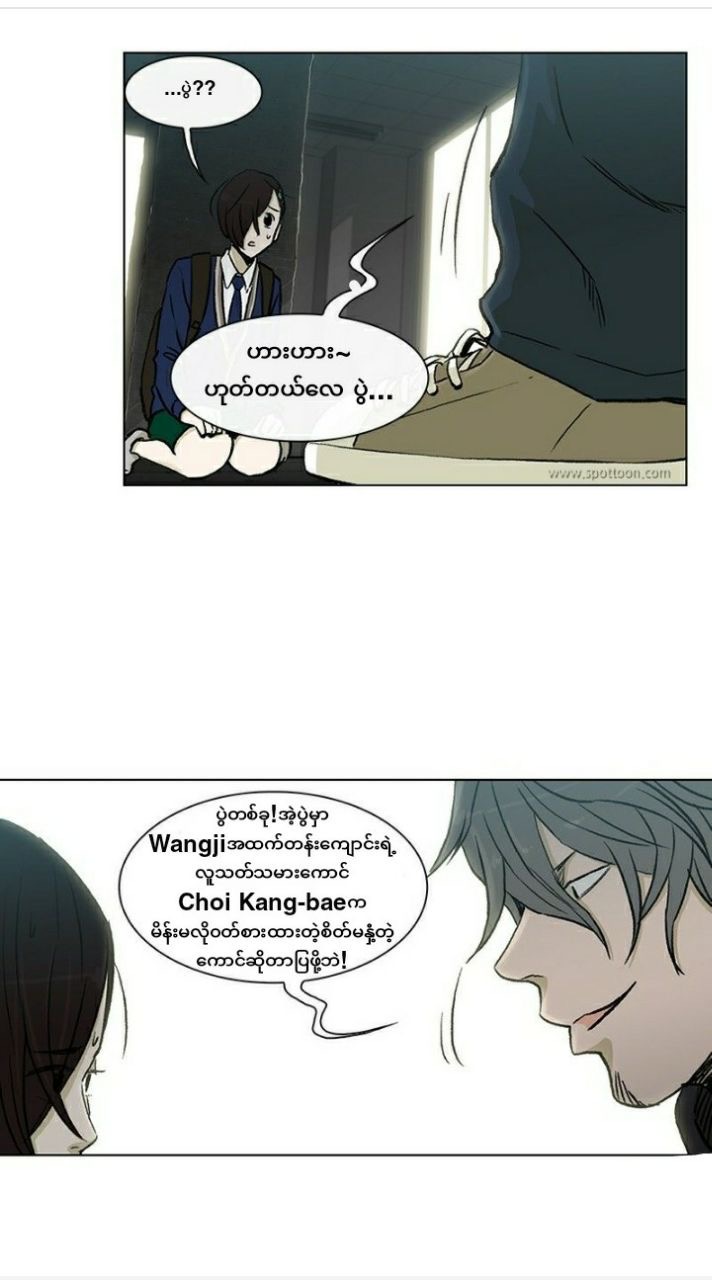 ...ပွဲ??
ဟားဟား~
ဟုတ်တယ်လေ ပွဲ...
www.spottoon.com
ပွဲတစ်ခု!အဲ့ပွဲမှာ
Wangjiအထက်တန်းကျောင်းရဲ့
လူသတ်သမားကောင်
Choi Kang-baeက
မိန်းမလိုဝတ်စားထားတဲ့စိတ်မနှံ့တဲ့
ကောင်ဆိုတာပြဖို့ဘဲ!